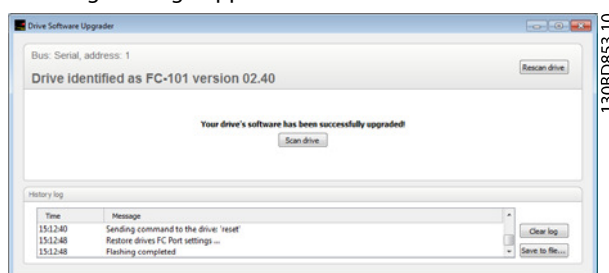 Drive Software Upgrader
Bus: Serial, address: 1
Drive identified as FC-101 version 02.40
Rescan drive
Your drive's software has been successfully upgraded!
Scan drive
History log
Time Message
15:12:40 Sending command to the drive: 'reset'
15:12:48 Restore drives FC Port settings ...
15:12:48 Flashing completed
Clear log
Save to file...
130BD853.10